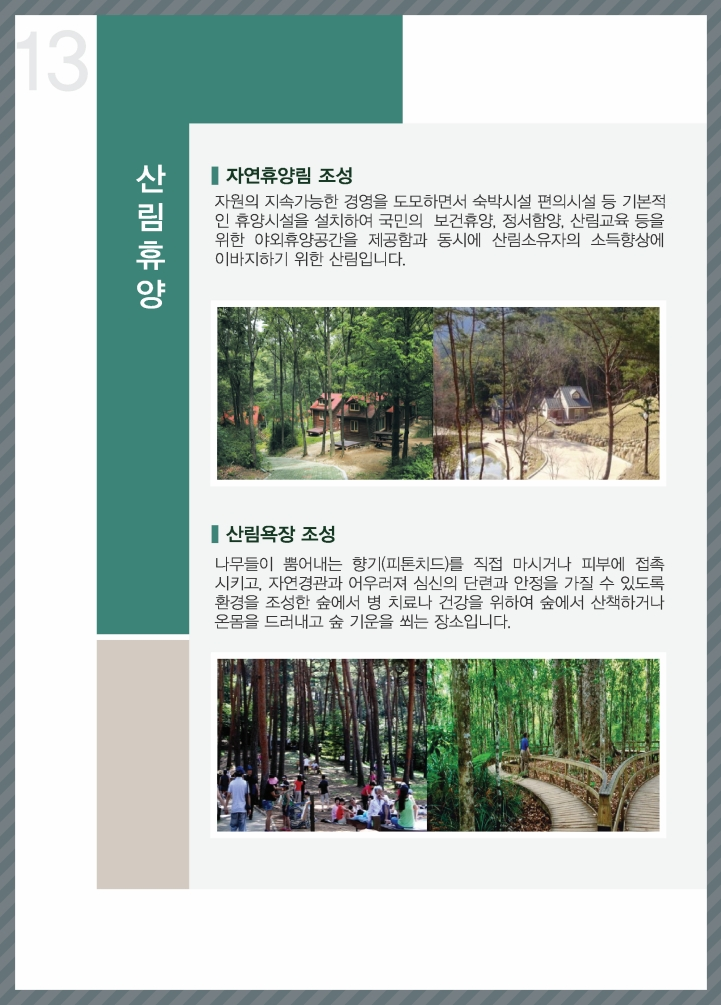 13
산림휴양
자연휴양림 조성
자원의 지속가능한 경영을 도모하면서 숙박시설 편의시설 등 기본적
인 휴양시설을 설치하여 국민의 보건휴양, 정서함양, 산림교육 등을
위한 야외휴양공간을 제공함과 동시에 산림소유자의 소득향상에
이바지하기 위한 산림입니다.
산림욕장 조성
나무들이 뿜어내는 향기(피톤치드)를 직접 마시거나 피부에 접촉
시키고, 자연경관과 어우러져 심신의 단련과 안정을 가질 수 있도록
환경을 조성한 숲에서 병 치료나 건강을 위하여 숲에서 산책하거나
온몸을 드러내고 숲 기운을 쐬는 장소입니다.